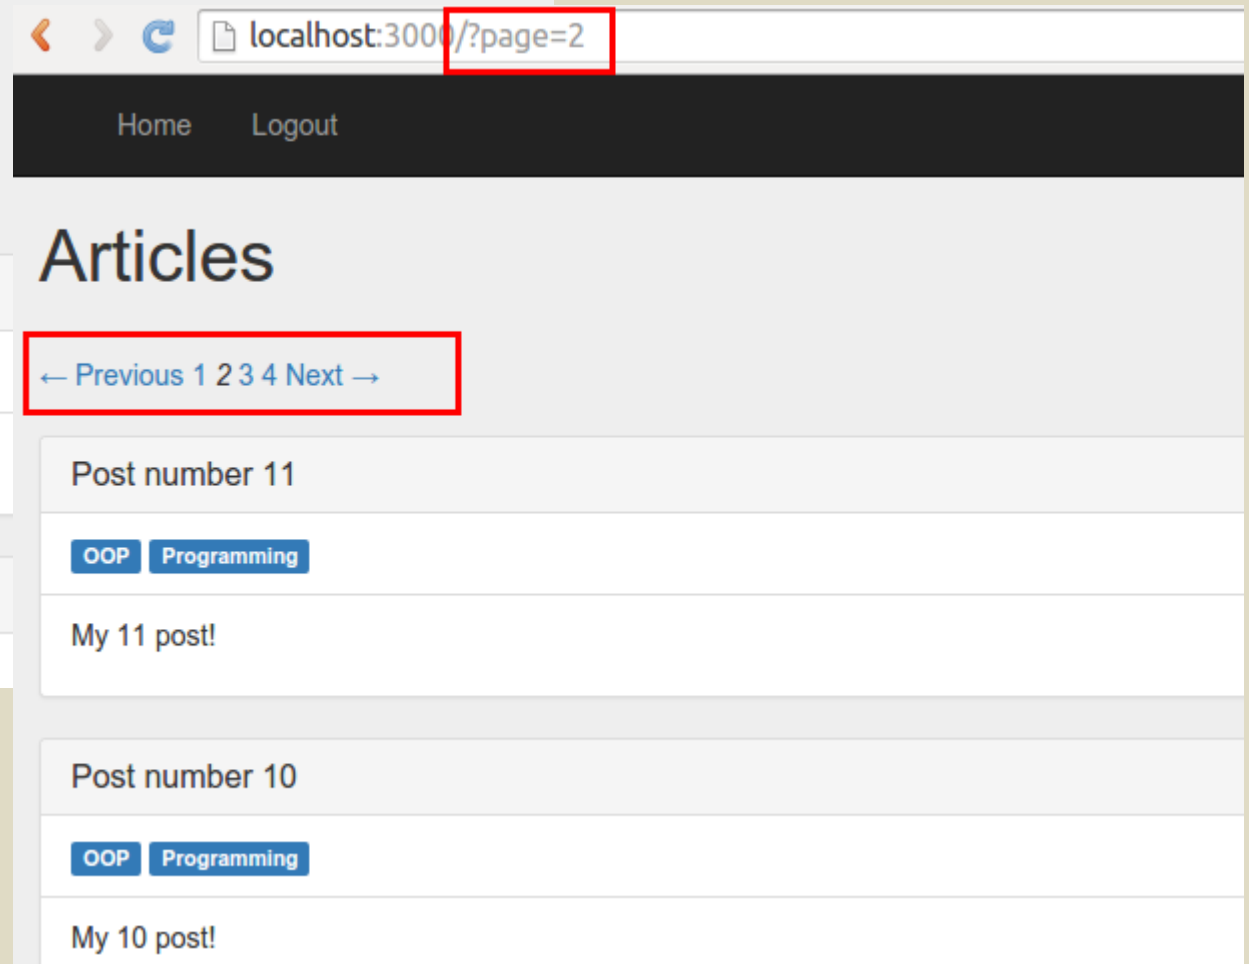 localhost:3000/?page=2
Home Logout
Articles
← Previous 1 2 3 4 Next →
Post number 11
OOP Programming
My 11 post!
Post number 10
OOP Programming
My 10 post!